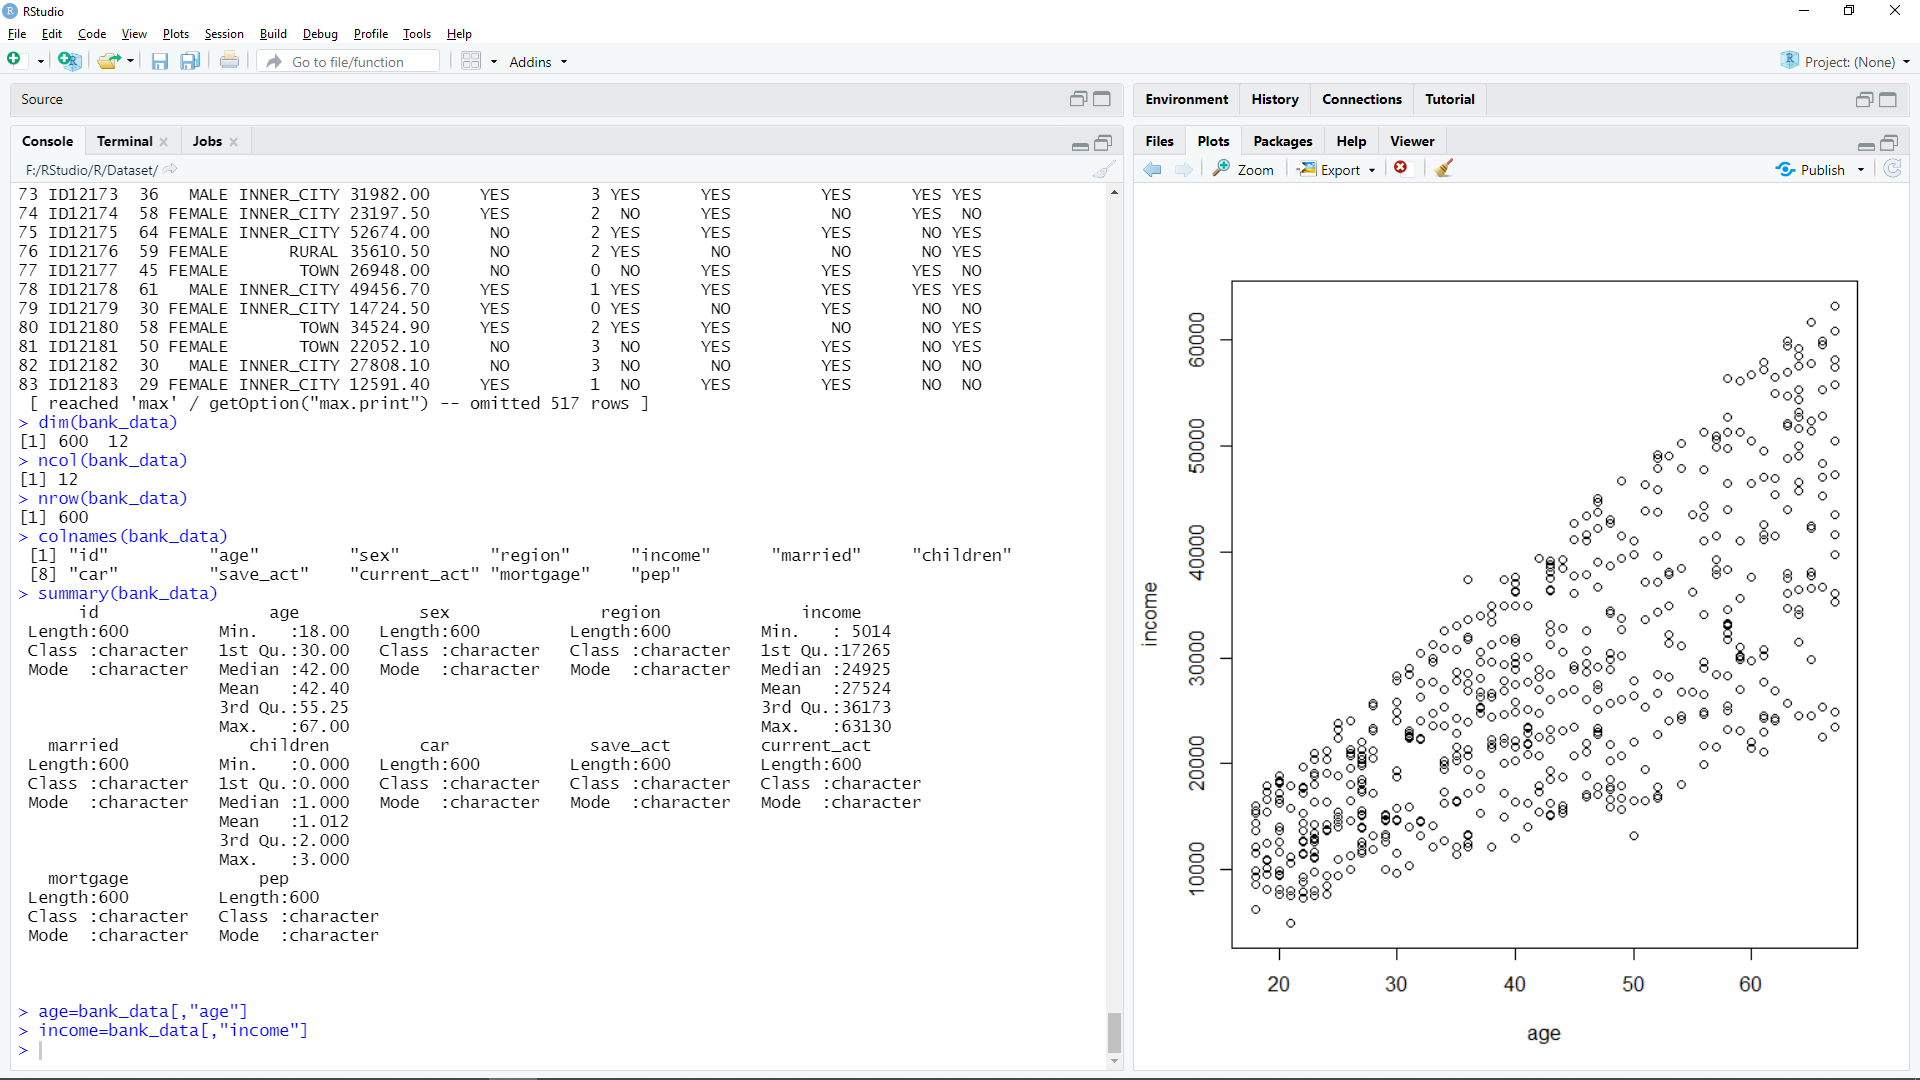 RStudio
File Edit Code View Plots Session Build Debug Profile Tools Help
Go to file/function Addins Project: (None)
Source
Console Terminal Jobs
F:/RStudio/R/Dataset/
73 ID12173 36 MALE INNER_CITY 31982.00 YES 3 YES YES YES YES YES
74 ID12174 58 FEMALE INNER_CITY 23197.50 YES 2 NO YES NO YES NO
75 ID12175 64 FEMALE INNER_CITY 52674.00 NO 2 YES YES YES NO YES
76 ID12176 59 FEMALE RURAL 35610.50 NO 2 YES NO NO NO YES
77 ID12177 45 FEMALE TOWN 26948.00 NO 0 NO YES YES YES NO
78 ID12178 61 MALE INNER_CITY 49456.70 YES 1 YES YES YES YES YES
79 ID12179 30 FEMALE INNER_CITY 14724.50 YES 0 YES NO YES NO NO
80 ID12180 58 FEMALE TOWN 34524.90 YES 2 YES YES NO NO YES
81 ID12181 50 FEMALE TOWN 22052.10 NO 3 NO YES YES NO YES
82 ID12182 30 MALE INNER_CITY 27808.10 NO 3 NO NO YES NO NO
83 ID12183 29 FEMALE INNER_CITY 12591.40 YES 1 NO YES YES NO NO
[ reached 'max' / getOption("max.print") -- omitted 517 rows ]
> dim(bank_data)
[1] 600 12
> ncol(bank_data)
[1] 12
> nrow(bank_data)
[1] 600
> colnames(bank_data)
[1] "id" "age" "sex" "region" "income" "married" "children"
[8] "car" "save_act" "current_act" "mortgage" "pep"
> summary(bank_data)
id age sex region income
Length:600 Min. :18.00 Length:600 Length:600 Min. : 5014
Class :character 1st Qu.:30.00 Class :character Class :character 1st Qu.:17265
Mode :character Median :42.00 Mode :character Mode :character Median :24925
Mean :42.40 Mean :27524
3rd Qu.:55.25 3rd Qu.:36173
Max. :67.00 Max. :63130
married children car save_act current_act
Length:600 Min. :0.000 Length:600 Length:600 Length:600
Class :character 1st Qu.:0.000 Class :character Class :character Class :character
Mode :character Median :1.000 Mode :character Mode :character Mode :character
Mean :1.012
3rd Qu.:2.000
Max. :3.000
mortgage pep
Length:600 Length:600
Class :character Class :character
Mode :character Mode :character
> age=bank_data[,"age"]
> income=bank_data[,"income"]
>
Environment History Connections Tutorial
Files Plots Packages Help Viewer
Zoom Export Publish
60000
50000
40000
30000
20000
10000
income
20 30 40 50 60
age